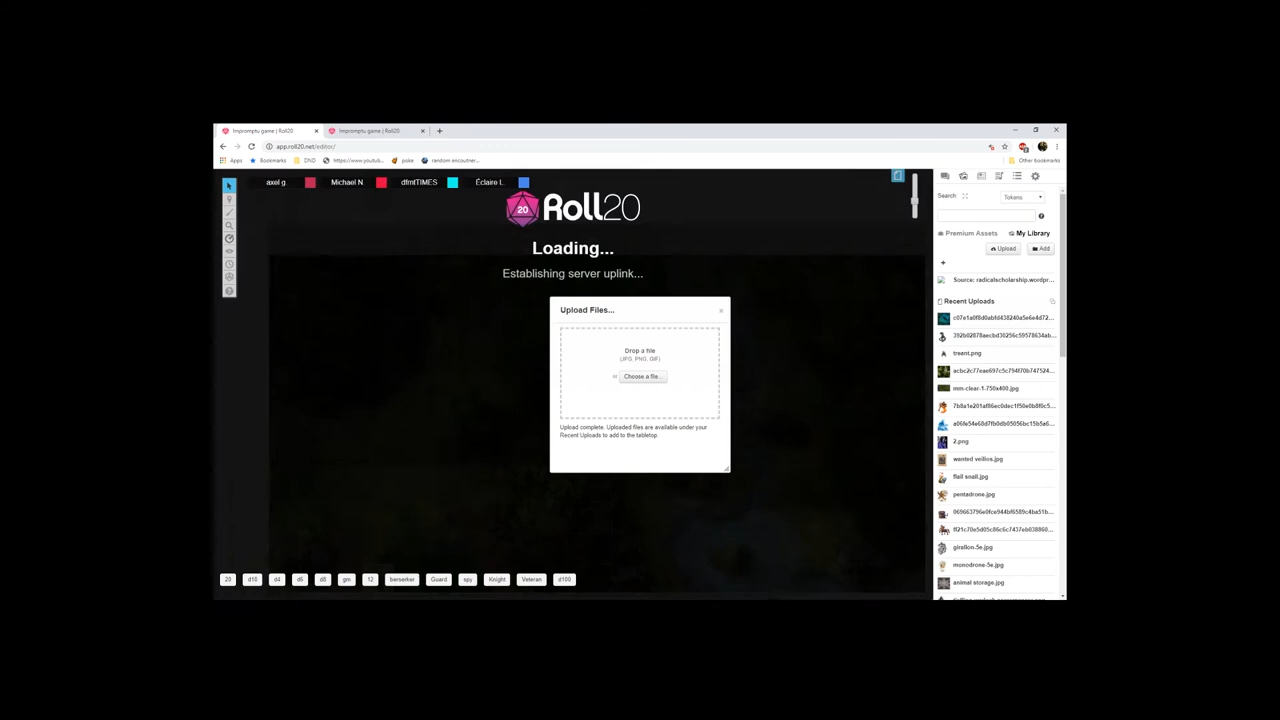 Impromptu game | Roll20
Impromptu game | Roll20
app.roll20.net/editor/
Apps
Bookmarks
DND
https://www.youtub...
poke
random encoutner...
Other bookmarks
axel g
Michael N
dfmtTIMES
Éclaire L.
20
Roll20
Loading...
Establishing server uplink...
Upload Files...
Drop a file
(JPG, PNG, GIF)
or Choose a file...
Upload complete. Uploaded files are available under your
Recent Uploads to add to the tabletop.
Search
Tokens
Premium Assets
My Library
Upload
Add
Source: radicalscholarship.wordpr...
Recent Uploads
treant.png
mm-clear-1-750x400.jpg
2.png
wanted veilios.jpg
flail snail.jpg
pentadrone.jpg
girallon-5e.jpg
monodrone-5e.jpg
animal storage.jpg
20 d10 d4 d6 d8 gm 12 berserker Guard spy Knight Veteran d100